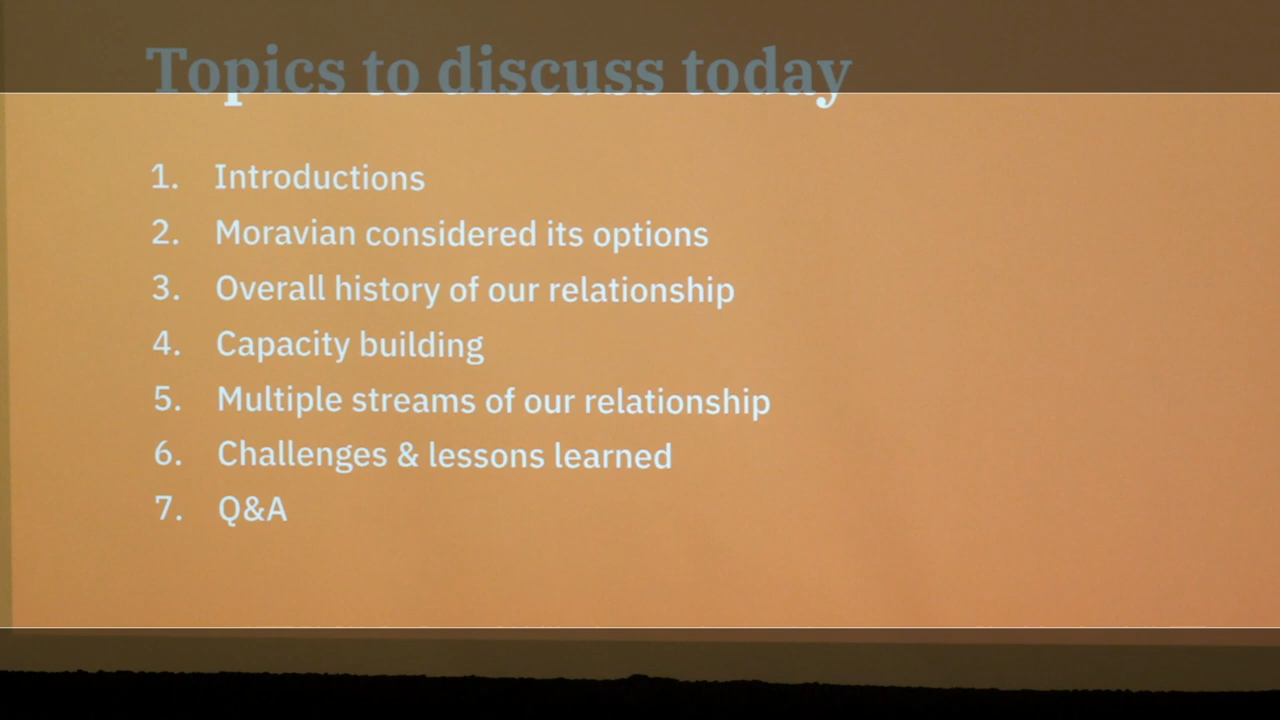 Topics to discuss today
1. Introductions
2. Moravian considered its options
3. Overall history of our relationship
4. Capacity building
5. Multiple streams of our relationship
6. Challenges & lessons learned
7. Q&A